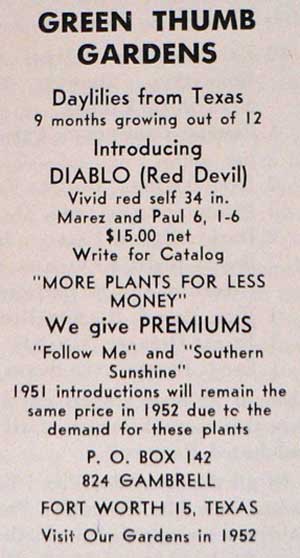 GREEN THUMB
GARDENS
Daylilies from Texas
9 months growing out of 12
Introducing
DIABLO (Red Devil)
Vivid red self 34 in.
Marez and Paul 6, 1-6
$15.00 net
Write for Catalog
"MORE PLANTS FOR LESS
MONEY"
We give PREMIUMS
"Follow Me" and "Southern
Sunshine"
1951 introductions will remain the
same price in 1952 due to the
demand for these plants
P. O. BOX 142
824 GAMBRELL
FORT WORTH 15, TEXAS
Visit Our Gardens in 1952